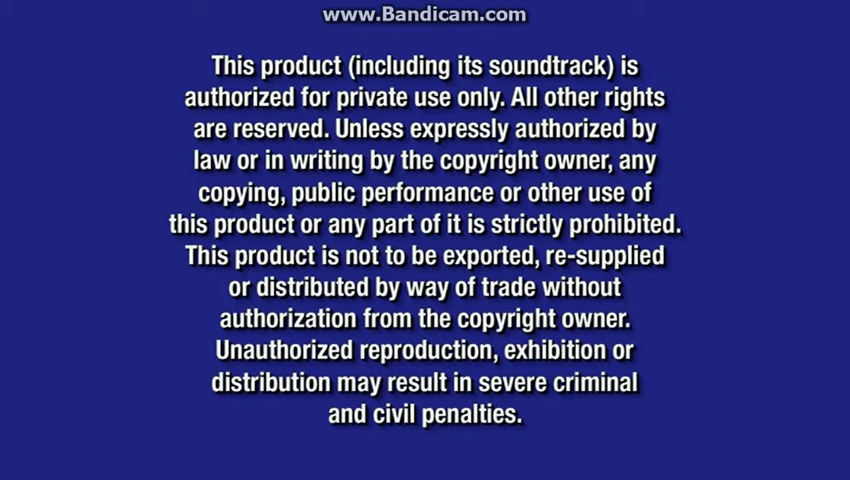 www.Bandicam.com
This product (including its soundtrack) is
authorized for private use only. All other rights
are reserved. Unless expressly authorized by
law or in writing by the copyright owner, any
copying, public performance or other use of
this product or any part of it is strictly prohibited.
This product is not to be exported, re-supplied
or distributed by way of trade without
authorization from the copyright owner.
Unauthorized reproduction, exhibition or
distribution may result in severe criminal
and civil penalties.